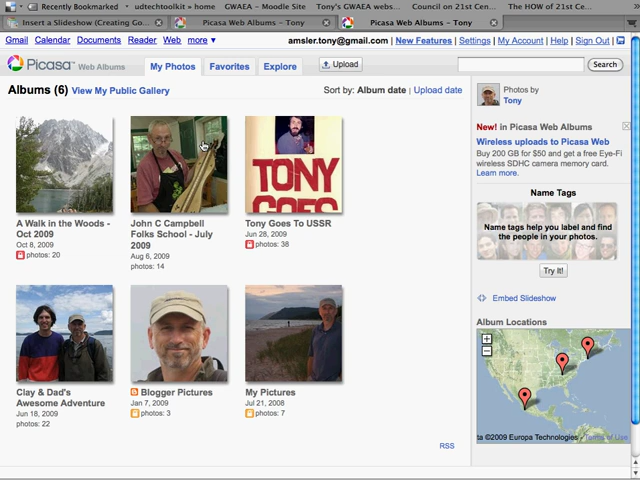 Recently Bookmarked
udtechtoolkit » home
GWAEA – Moodle Site
Tony's GWAEA webs...
Council on 21st Cen...
The HOW of 21st Ce...
Insert a Slideshow (Creating Go...
Picasa Web Albums – Tony
Picasa Web Albums – Tony
Gmail Calendar Documents Reader Web more ▼
amsler.tony@gmail.com | New Features | Settings | My Account | Help | Sign Out |
Picasa™ Web Albums
My Photos
Favorites
Explore
Upload
Search
Albums (6) View My Public Gallery
Sort by: Album date | Upload date
A Walk in the Woods -
Oct 2009
Oct 8, 2009
photos: 20
John C Campbell
Folks School - July
2009
Aug 6, 2009
photos: 14
TONY
GOES
Tony Goes To USSR
Jun 28, 2009
photos: 38
Clay & Dad's
Awesome Adventure
Jun 18, 2009
photos: 22
Blogger Pictures
Jan 7, 2009
photos: 3
My Pictures
Jul 21, 2008
photos: 7
RSS
Photos by
Tony
New! in Picasa Web Albums
Wireless uploads to Picasa Web
Buy 200 GB for $50 and get a free Eye-Fi
wireless SDHC camera memory card.
Learn more.
Name Tags
Name tags help you label and find
the people in your photos.
Try It!
Embed Slideshow
Album Locations
+
−
ta ©2009 Europa Technologies - Terms of Use